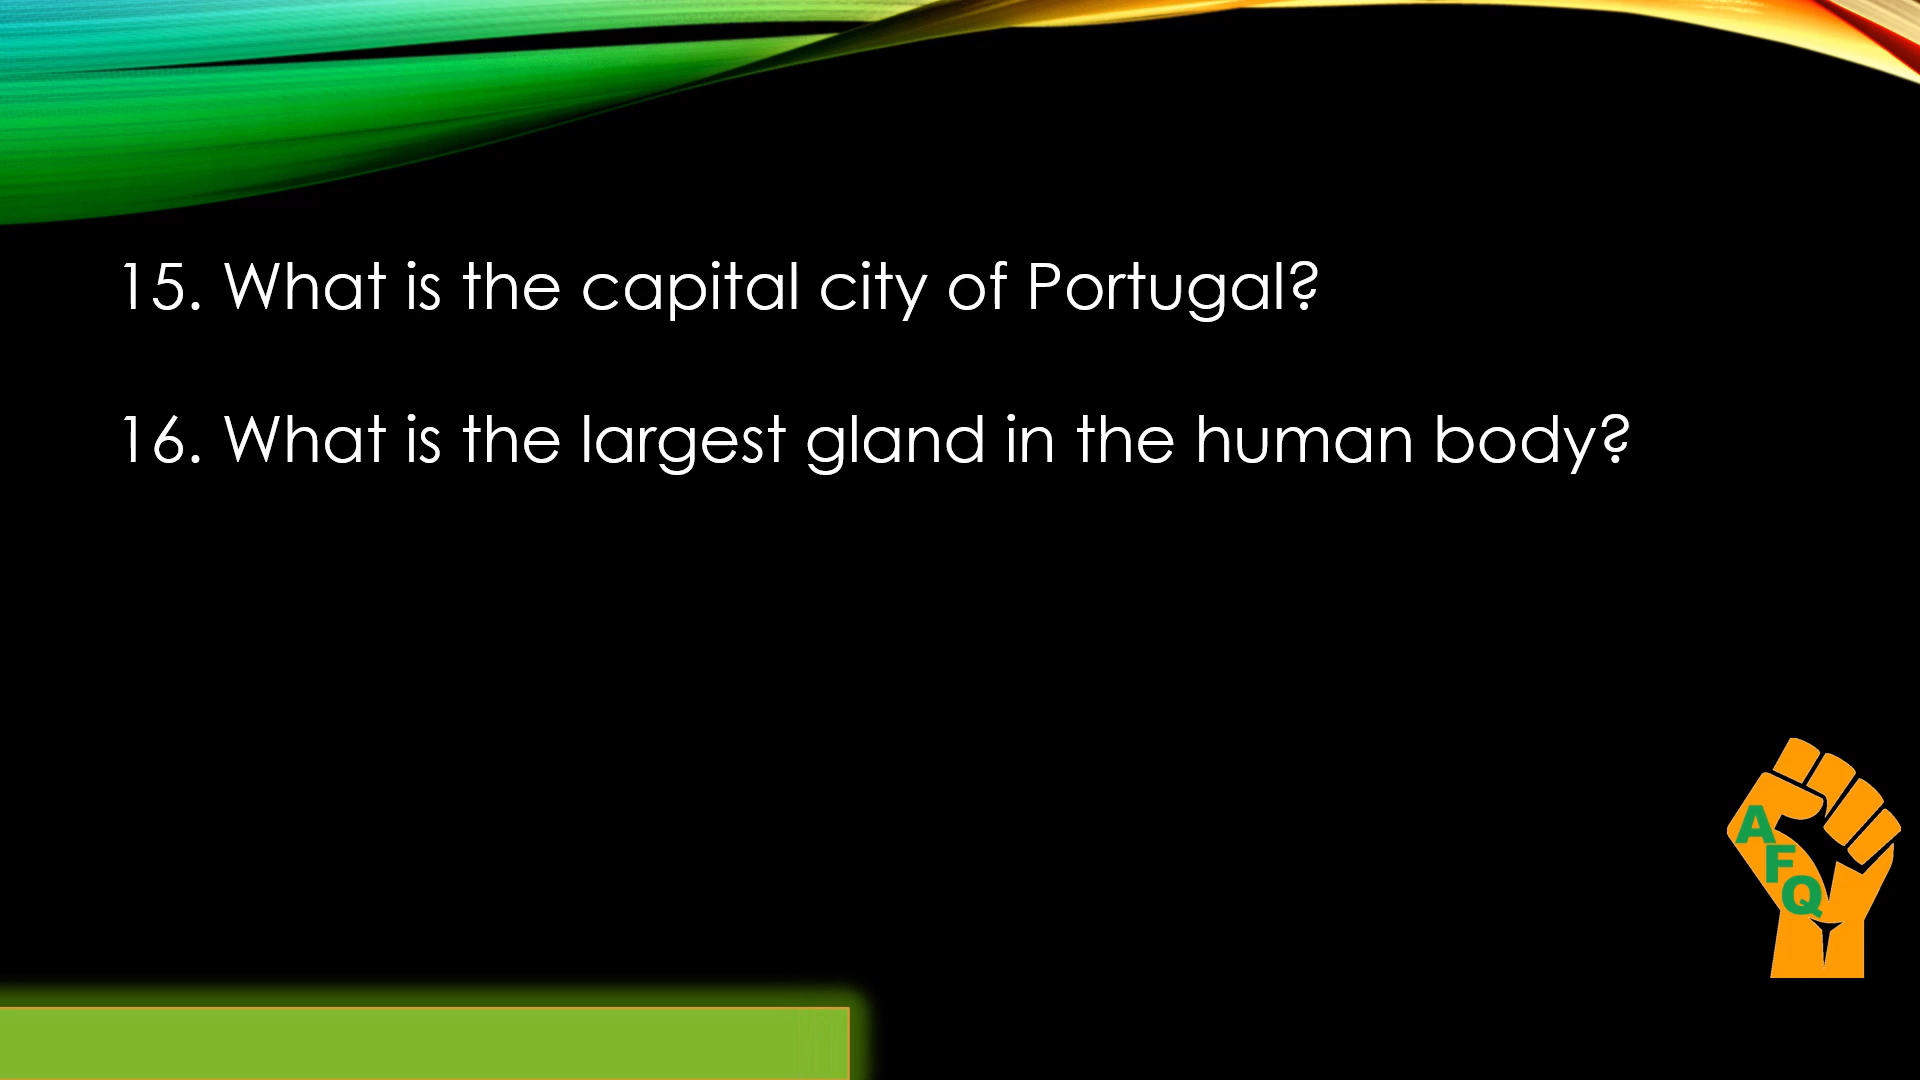 15. What is the capital city of Portugal?
16. What is the largest gland in the human body?
A
F
Q